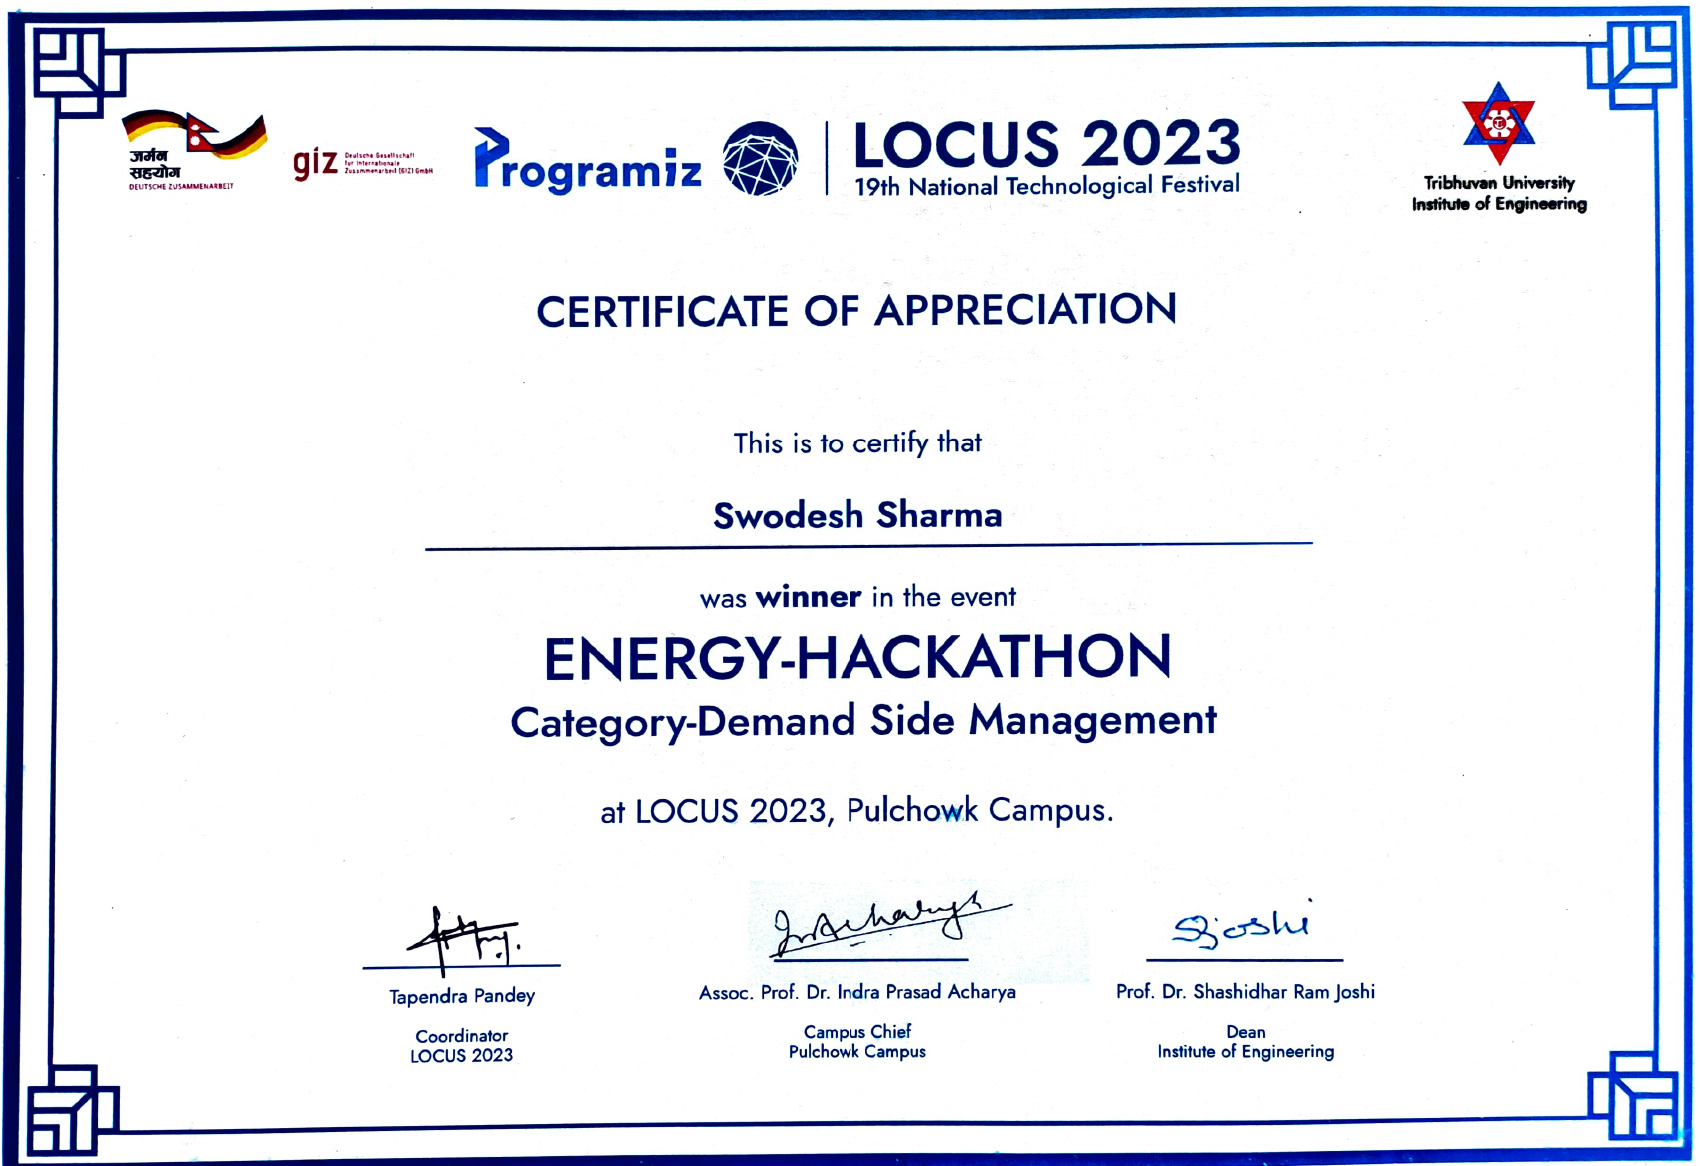 जर्मन
सहयोग
DEUTSCHE ZUSAMMENARBEIT
giz Deutsche Gesellschaft
für Internationale
Zusammenarbeit (GIZ) GmbH
Programiz
LOCUS 2023
19th National Technological Festival
Tribhuvan University
Institute of Engineering
CERTIFICATE OF APPRECIATION
This is to certify that
Swodesh Sharma
was winner in the event
ENERGY-HACKATHON
Category-Demand Side Management
at LOCUS 2023, Pulchowk Campus.
SRJoshi
Tapendra Pandey
Coordinator
LOCUS 2023
Assoc. Prof. Dr. Indra Prasad Acharya
Campus Chief
Pulchowk Campus
Prof. Dr. Shashidhar Ram Joshi
Dean
Institute of Engineering